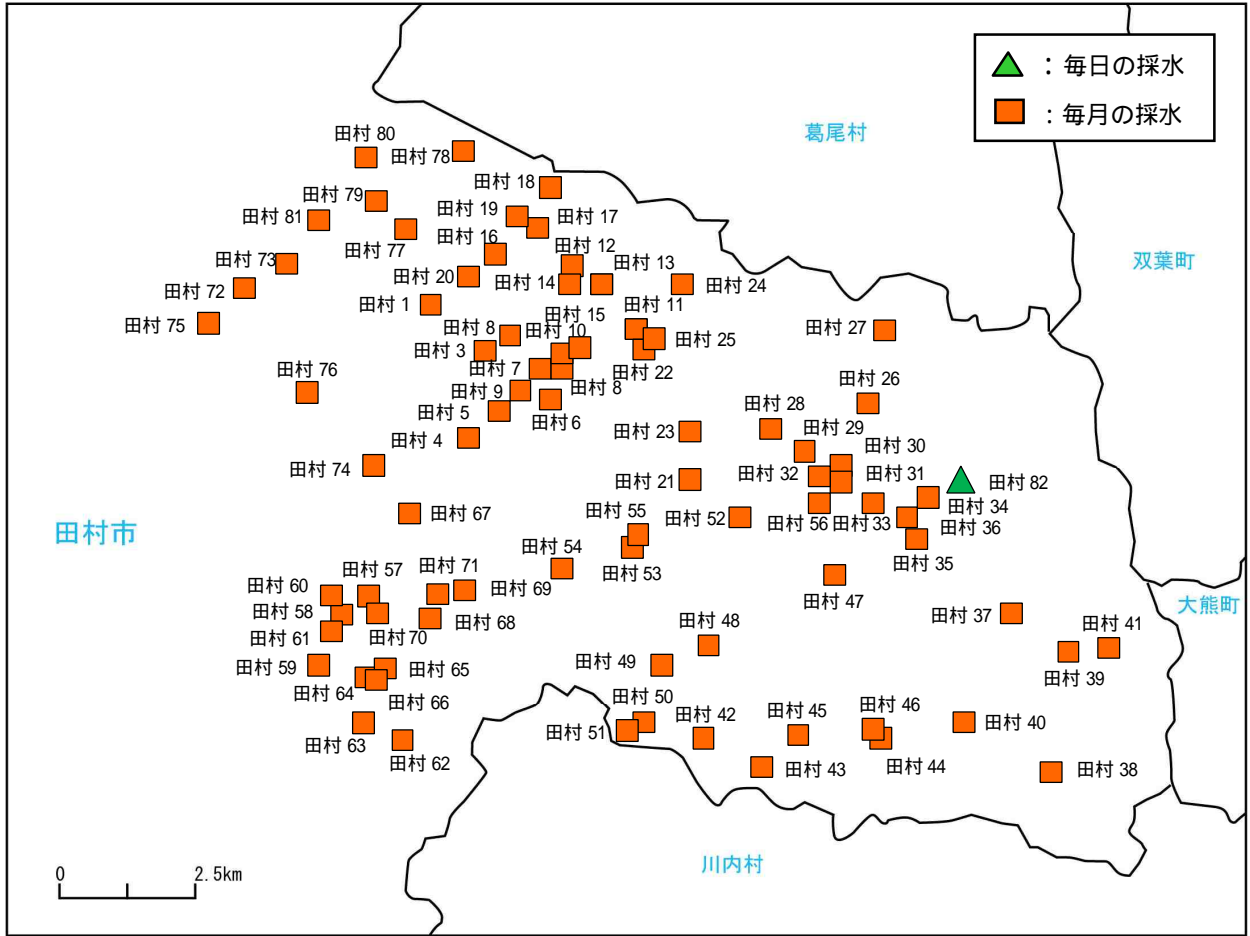 ：毎日の採水
：毎月の採水
葛尾村
双葉町
大熊町
川内村
田村市
田村 80
田村 78
田村 18
田村 79
田村 81
田村 19
田村 17
田村 77
田村 16
田村 12
田村 73
田村 20
田村 14
田村 13
田村 24
田村 72
田村 1
田村 15
田村 11
田村 75
田村 8
田村 10
田村 27
田村 3
田村 25
田村 7
田村 22
田村 76
田村 9
田村 8
田村 26
田村 5
田村 6
田村 28
田村 4
田村 23
田村 29
田村 30
田村 74
田村 21
田村 32
田村 31
田村 82
田村 67
田村 55
田村 52
田村 56
田村 33
田村 34
田村 36
田村 54
田村 53
田村 35
田村 57
田村 71
田村 60
田村 69
田村 47
田村 58
田村 68
田村 37
田村 61
田村 70
田村 48
田村 41
田村 59
田村 65
田村 49
田村 39
田村 64
田村 66
田村 50
田村 42
田村 45
田村 46
田村 40
田村 51
田村 63
田村 62
田村 43
田村 44
田村 38
0
2.5km